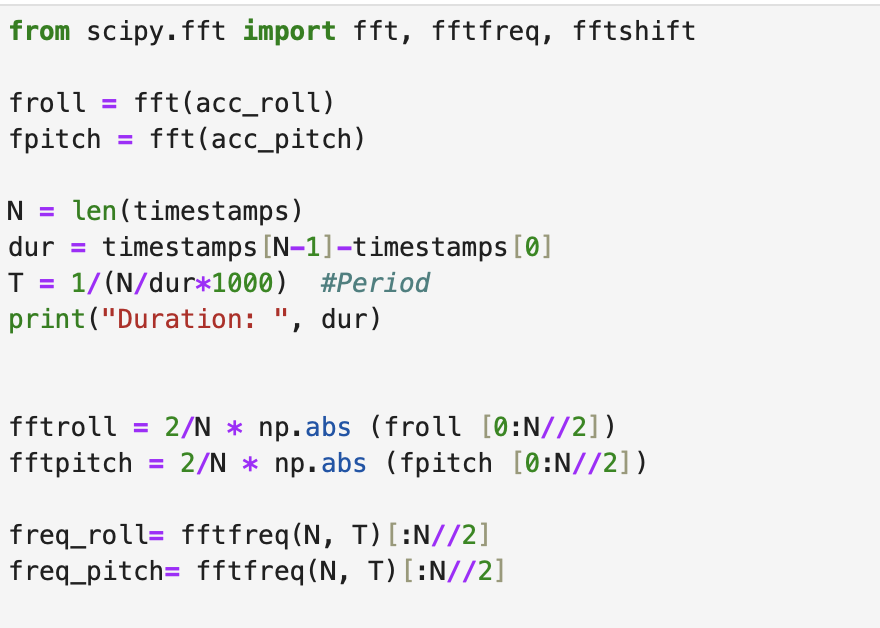 from scipy.fft import fft, fftfreq, fftshift
froll = fft(acc_roll)
fpitch = fft(acc_pitch)
N = len(timestamps)
dur = timestamps[N-1]-timestamps[0]
T = 1/(N/dur*1000)  #Period
print("Duration: ", dur)
fftroll = 2/N * np.abs (froll [0:N//2])
fftpitch = 2/N * np.abs (fpitch [0:N//2])
freq_roll= fftfreq(N, T)[:N//2]
freq_pitch= fftfreq(N, T)[:N//2]